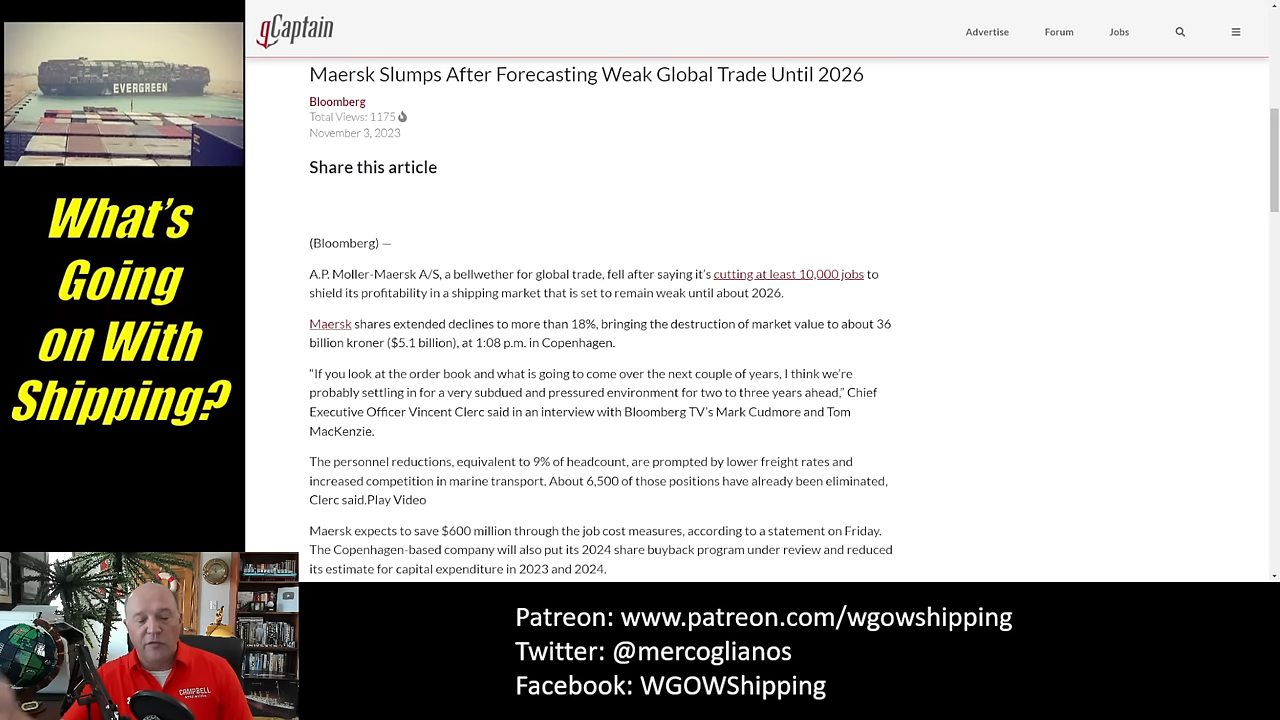 gCaptain
Advertise
Forum
Jobs
EVERGREEN
What's
Going
on With
Shipping?
Maersk Slumps After Forecasting Weak Global Trade Until 2026
Bloomberg
Total Views: 1175
November 3, 2023
Share this article
(Bloomberg) —
A.P. Moller-Maersk A/S, a bellwether for global trade, fell after saying it's cutting at least 10,000 jobs to
shield its profitability in a shipping market that is set to remain weak until about 2026.
Maersk shares extended declines to more than 18%, bringing the destruction of market value to about 36
billion kroner ($5.1 billion), at 1:08 p.m. in Copenhagen.
"If you look at the order book and what is going to come over the next couple of years, I think we're
probably settling in for a very subdued and pressured environment for two to three years ahead," Chief
Executive Officer Vincent Clerc said in an interview with Bloomberg TV's Mark Cudmore and Tom
MacKenzie.
The personnel reductions, equivalent to 9% of headcount, are prompted by lower freight rates and
increased competition in marine transport. About 6,500 of those positions have already been eliminated,
Clerc said.Play Video
Maersk expects to save $600 million through the job cost measures, according to a statement on Friday.
The Copenhagen-based company will also put its 2024 share buyback program under review and reduced
its estimate for capital expenditure in 2023 and 2024.
CAMPBELL
Patreon: www.patreon.com/wgowshipping
Twitter: @mercoglianos
Facebook: WGOWShipping